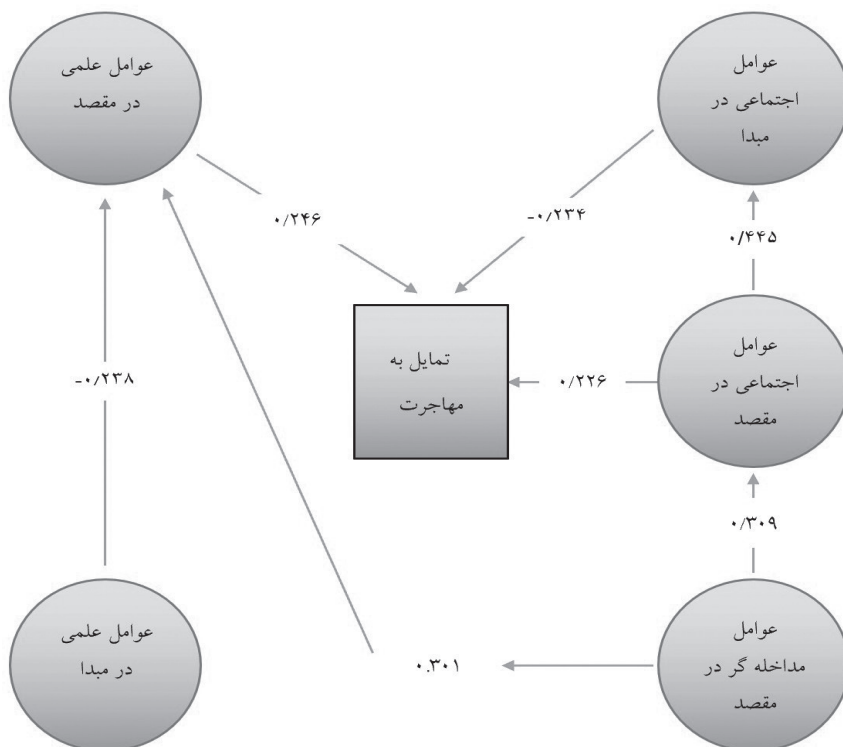 عوامل
اجتماعی در
مبدا
عوامل علمی
در مقصد
۰/۲۴۶
-۰/۲۳۴
۰/۴۴۵
عوامل
اجتماعی در
مقصد
۰/۲۲۶
تمایل به
مهاجرت
-۰/۲۳۸
۰/۳۰۹
عوامل
مداخله گر در
مقصد
۰.۳۰۱
عوامل علمی
در مبدا